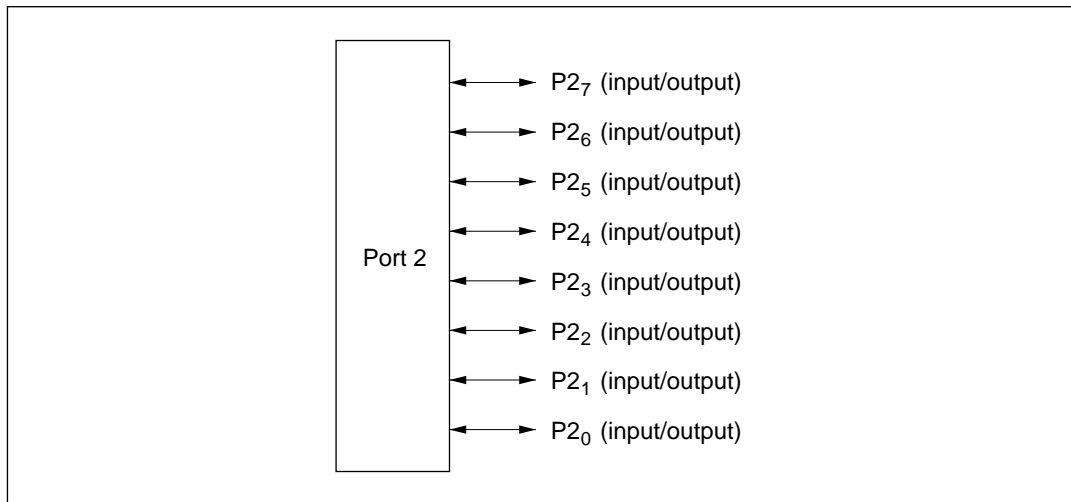 P2₇ (input/output)
P2₆ (input/output)
P2₅ (input/output)
P2₄ (input/output)
Port 2
P2₃ (input/output)
P2₂ (input/output)
P2₁ (input/output)
P2₀ (input/output)